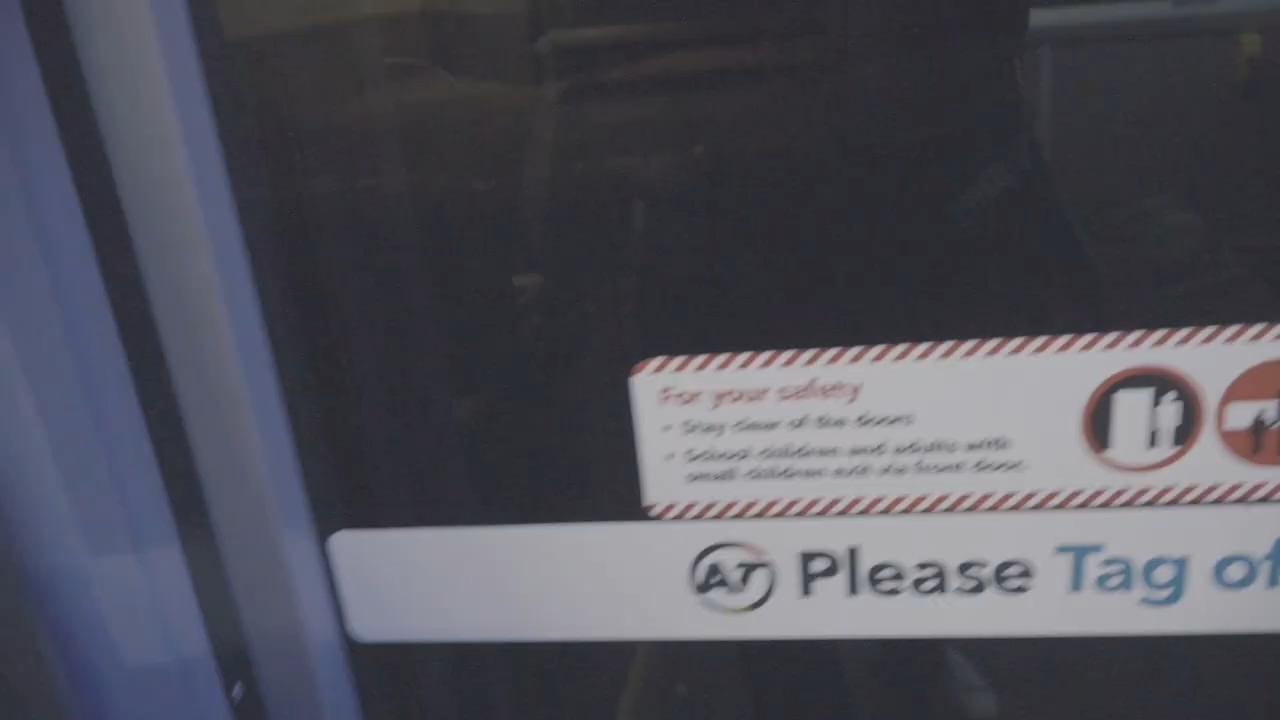 For your safety
• Stay clear of the doors
• School children and adults with
small children exit via front door
AT Please Tag of